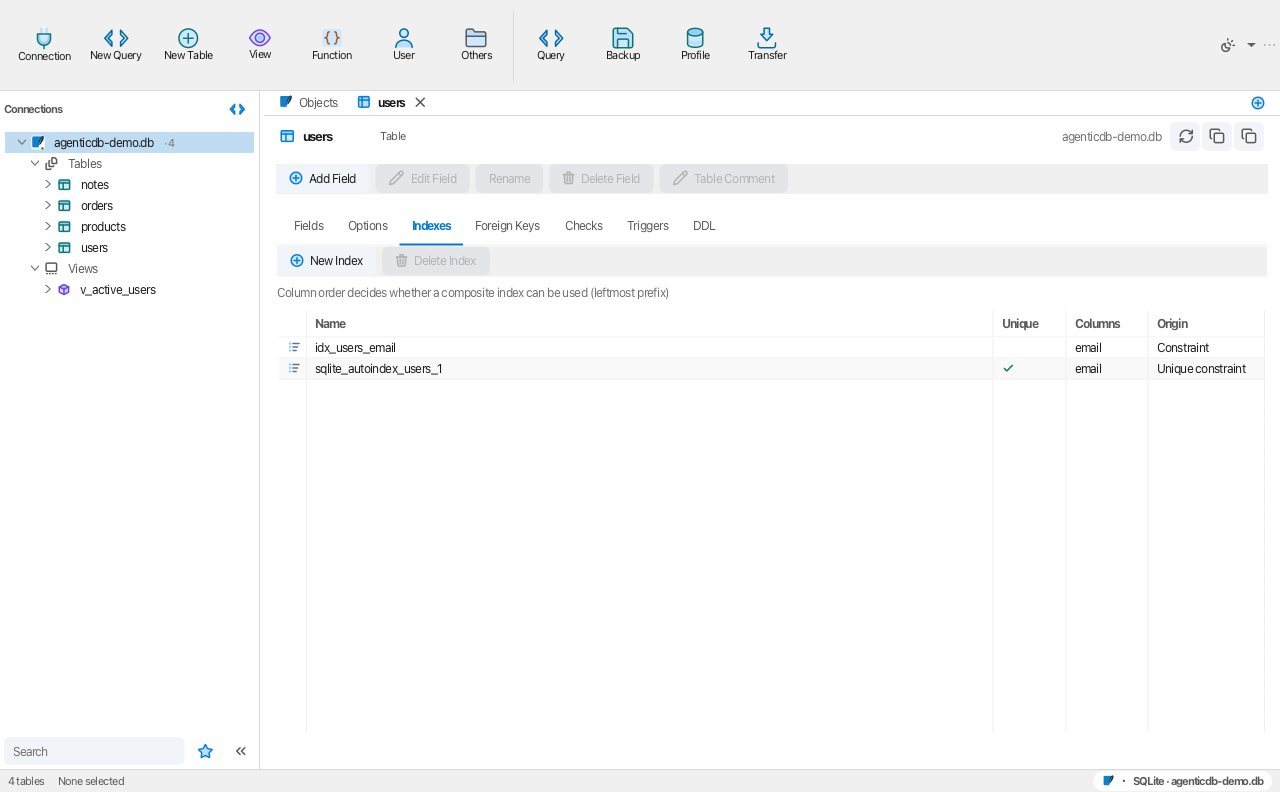 Connection
New Query
New Table
View
Function
User
Others
Query
Backup
Profile
Transfer
Connections
agenticdb-demo.db · 4
Tables
notes
orders
products
users
Views
v_active_users
Search
Objects
users
users Table agenticdb-demo.db
Add Field Edit Field Rename Delete Field Table Comment
Fields Options Indexes Foreign Keys Checks Triggers DDL
New Index Delete Index
Column order decides whether a composite index can be used (leftmost prefix)
Name Unique Columns Origin
idx_users_email email Constraint
sqlite_autoindex_users_1 email Unique constraint
4 tables None selected
SQLite · agenticdb-demo.db